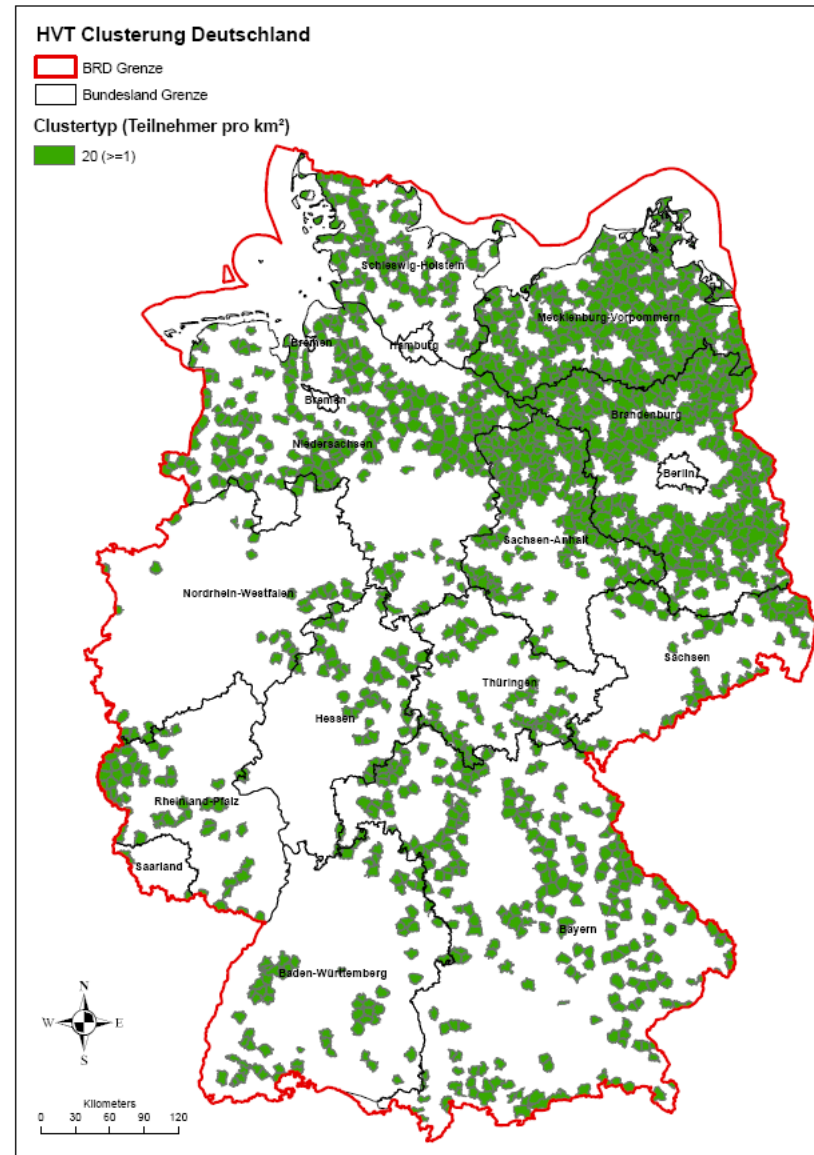 HVT Clusterung Deutschland
BRD Grenze
Bundesland Grenze
Clustertyp (Teilnehmer pro km²)
20 (>=1)
Schleswig-Holstein
Mecklenburg-Vorpommern
Hamburg
Bremen
Bremen
Brandenburg
Niedersachsen
Berlin
Sachsen-Anhalt
Nordrhein-Westfalen
Sachsen
Thüringen
Hessen
Rheinland-Pfalz
Saarland
Bayern
Baden-Württemberg
N
W E
S
Kilometers
0 30 60 90 120